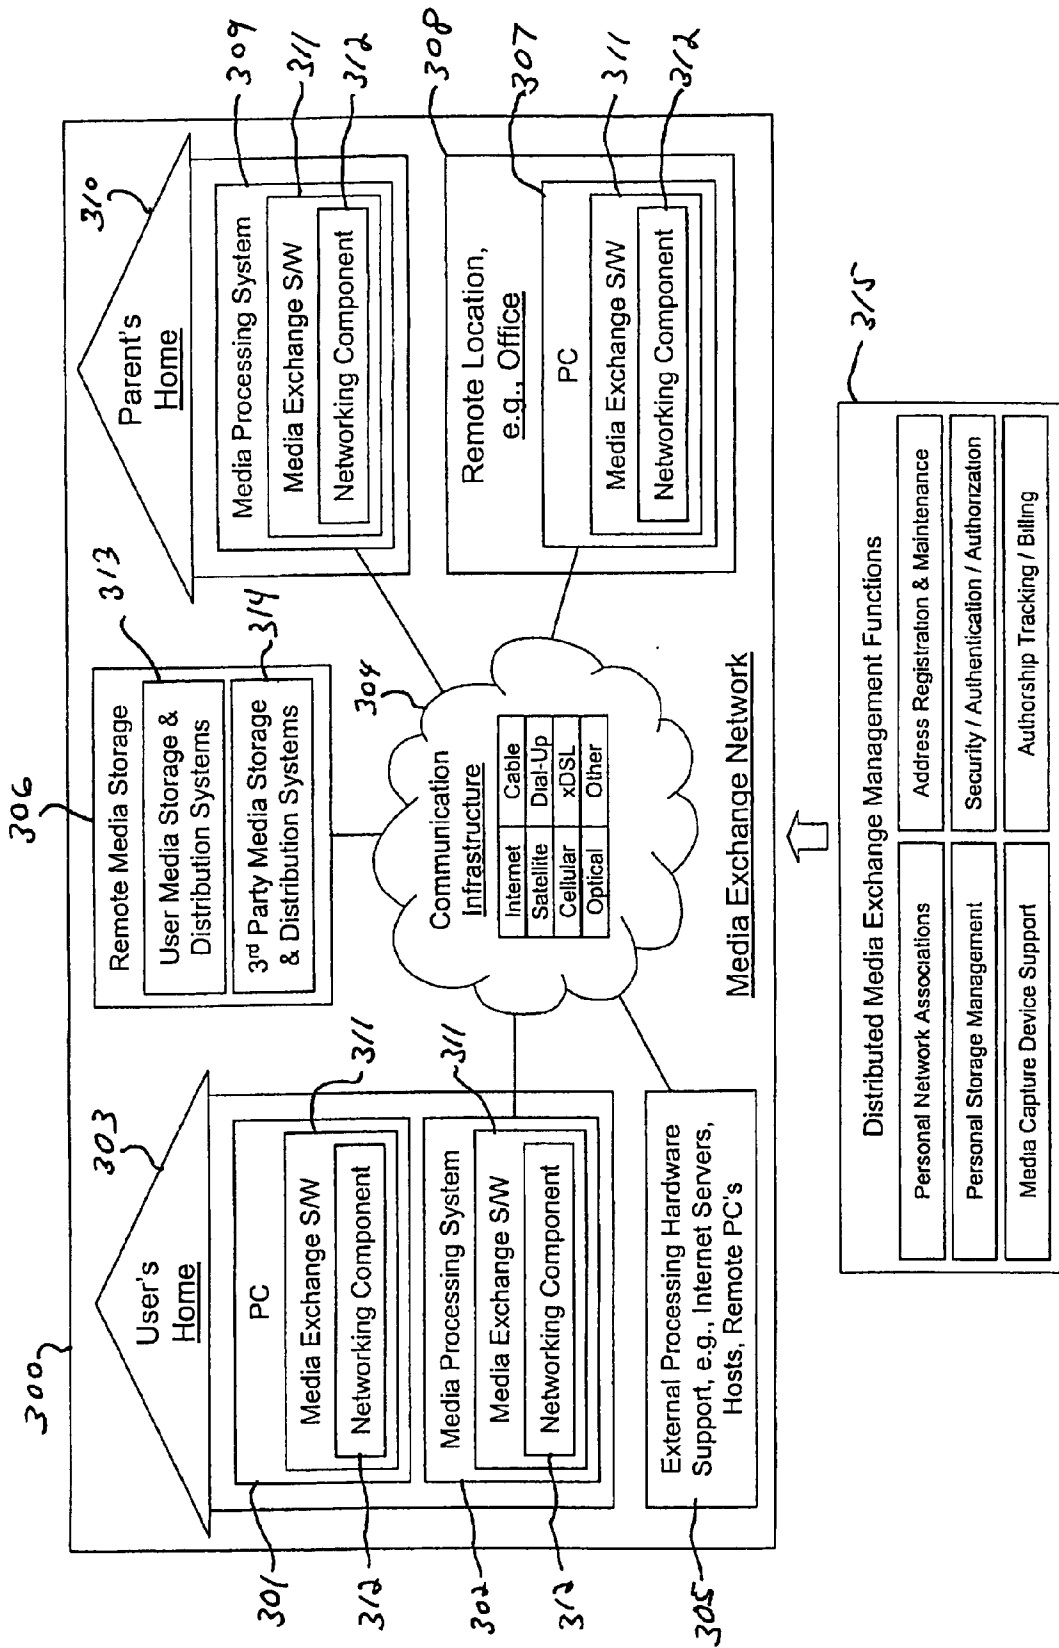 300
303
User's
Home
PC
Media Exchange S/W
Networking Component
311
301
312
Media Processing System
Media Exchange S/W
Networking Component
311
302
312
External Processing Hardware
Support, e.g., Internet Servers,
Hosts, Remote PC's
305
306
Remote Media Storage
User Media Storage &
Distribution Systems
3rd Party Media Storage
& Distribution Systems
313
314
304
Communication
Infrastructure
Internet Cable
Satellite Dial-Up
Cellular xDSL
Optical Other
Media Exchange Network
310
Parent's
Home
Media Processing System
Media Exchange S/W
Networking Component
309
311
312
Remote Location,
e.g., Office
PC
Media Exchange S/W
Networking Component
308
307
311
312
Distributed Media Exchange Management Functions
315
Personal Network Associations
Address Registration & Maintenance
Personal Storage Management
Security / Authentication / Authorization
Media Capture Device Support
Authorship Tracking / Billing